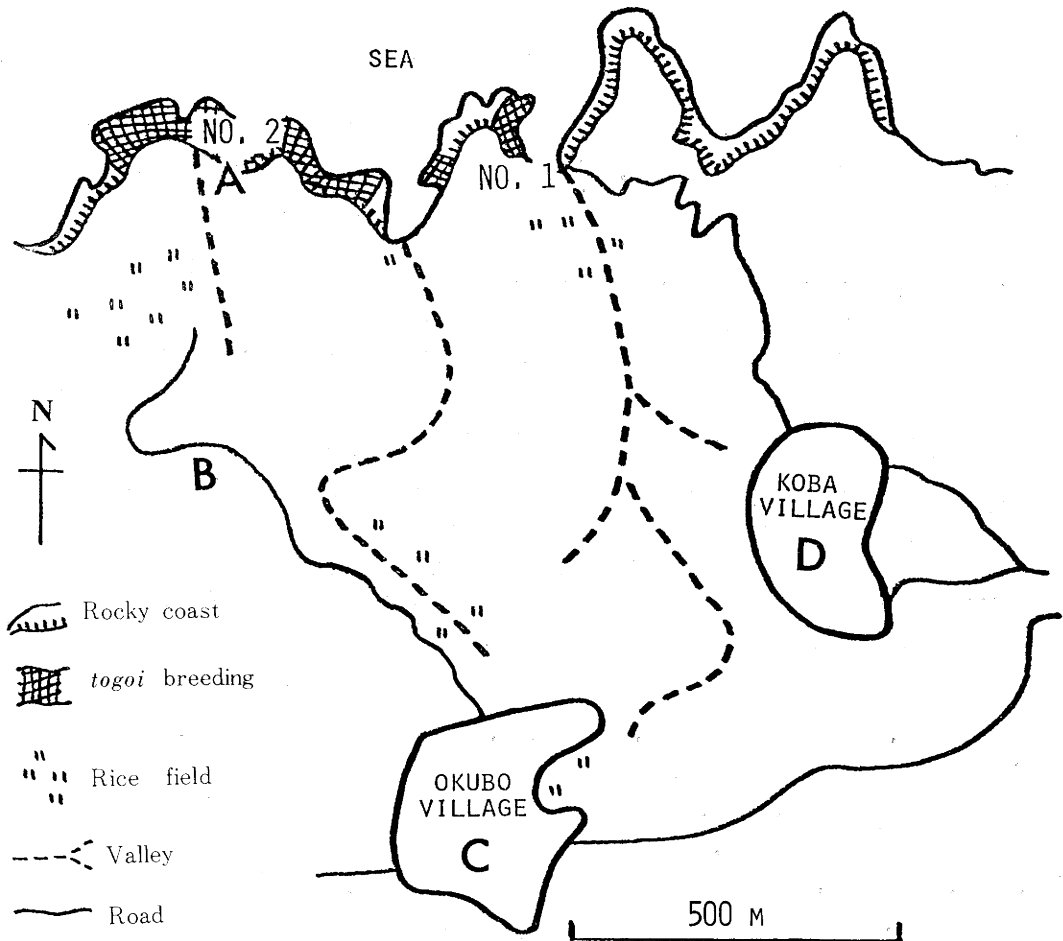 SEA
NO. 2
A
NO. 1
N
B
KOBA
VILLAGE
D
Rocky coast
togoi breeding
Rice field
OKUBO
VILLAGE
C
Valley
Road
500 M